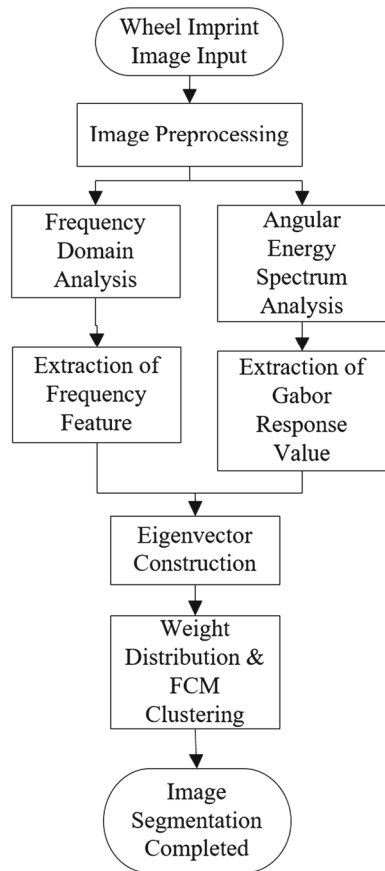 Wheel Imprint
Image Input
Image Preprocessing
Frequency
Domain
Analysis
Angular
Energy
Spectrum
Analysis
Extraction of
Frequency
Feature
Extraction of
Gabor
Response
Value
Eigenvector
Construction
Weight
Distribution &
FCM
Clustering
Image
Segmentation
Completed